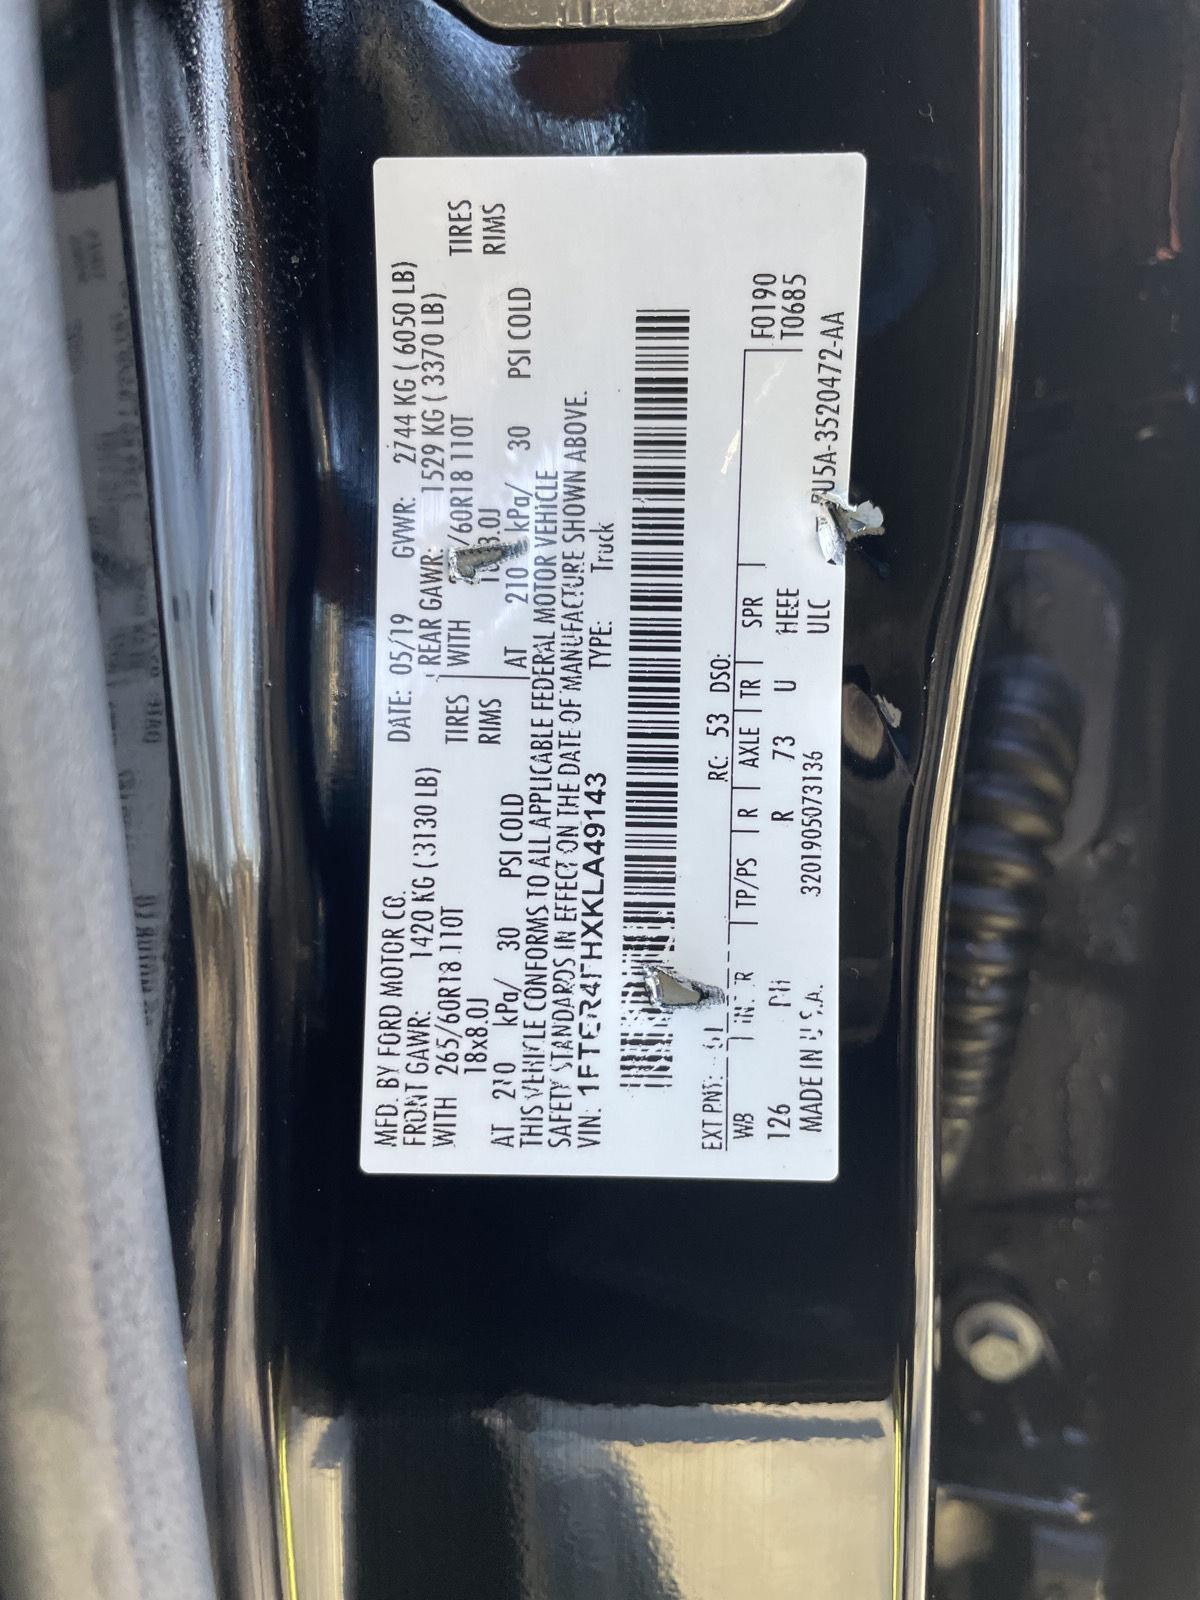 MFD. BY FORD MOTOR CO.
DATE: 05/19 GVWR: 2744 KG ( 6050 LB)
FRONT GAWR: 1420 KG ( 3130 LB)
REAR GAWR: 1529 KG ( 3370 LB)
WITH 265/60R18 110T TIRES
WITH /60R18 110T TIRES
18x8.0J RIMS
.0J RIMS
AT 210 kPa/ 30 PSI COLD
AT 210 kPa/ 30 PSI COLD
THIS VEHICLE CONFORMS TO ALL APPLICABLE FEDERAL MOTOR VEHICLE
SAFETY STANDARDS IN EFFECT ON THE DATE OF MANUFACTURE SHOWN ABOVE.
VIN: 1FTER4FHXKLA49143 TYPE: Truck
EXT PNT: RC: 53 DSO:
WB R TP/PS R AXLE TR SPR F0190
126 R 73 U HEEE T0685
MADE IN U.S.A. 3201905073136 ULC U5A-3520472-AA